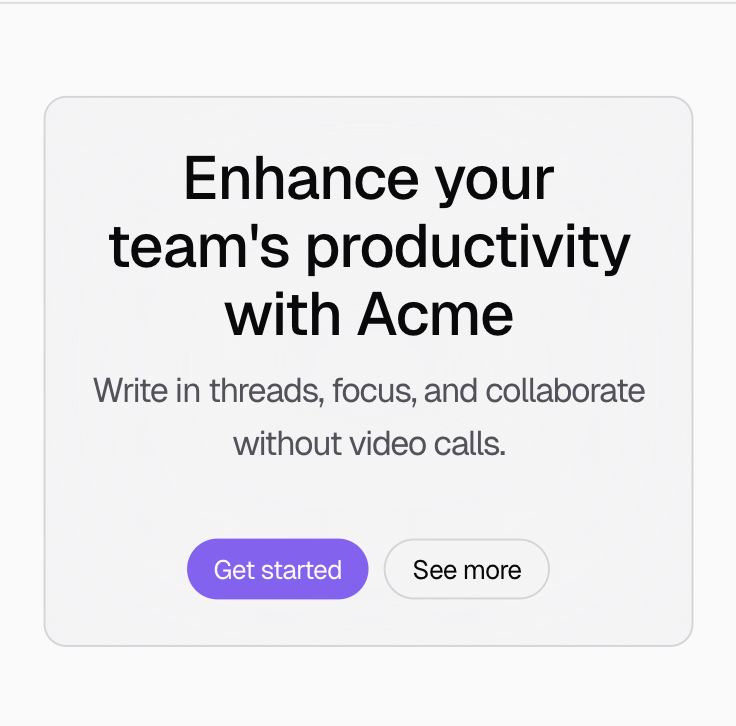 Enhance your
team's productivity
with Acme
Write in threads, focus, and collaborate
without video calls.
Get started
See more